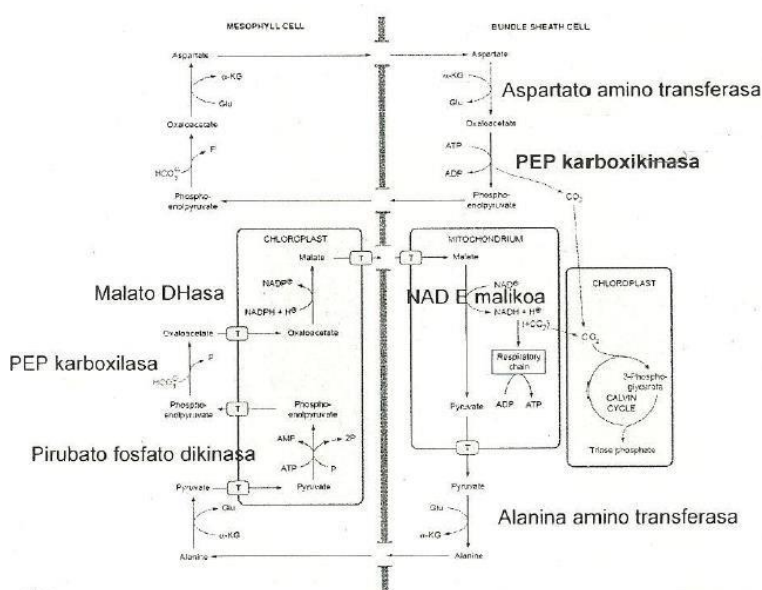 MESOPHYLL CELL
BUNDLE SHEATH CELL
Aspartate
Aspartate
α-KG
Glu
α-KG
Glu
Aspartato amino transferasa
Oxaloacetate
Oxaloacetate
HCO₃⊖
P
ATP
ADP
PEP karboxikinasa
Phospho-
enolpyruvate
Phospho-
enolpyruvate
CO₂
CHLOROPLAST
MITOCHONDRIUM
CHLOROPLAST
Malate
T
T
Malate
Malato DHasa
NADP⊕
NADPH + H⊕
NAD⊕
NADH + H⊕
NAD E malikoa
(+CO₂)
CO₂
Oxaloacetate
T
Oxaloacetate
PEP karboxilasa
HCO₃⊖
P
Respiratory
chain
ADP
ATP
3-Phospho-
glycerate
CALVIN
CYCLE
Triose phosphate
Phospho-
enolpyruvate
T
Phospho-
enolpyruvate
Pyruvate
AMP
2P
ATP
P
Pirubato fosfato dikinasa
T
Pyruvate
T
Pyruvate
Pyruvate
Glu
α-KG
Glu
α-KG
Alanina amino transferasa
Alanine
Alanine